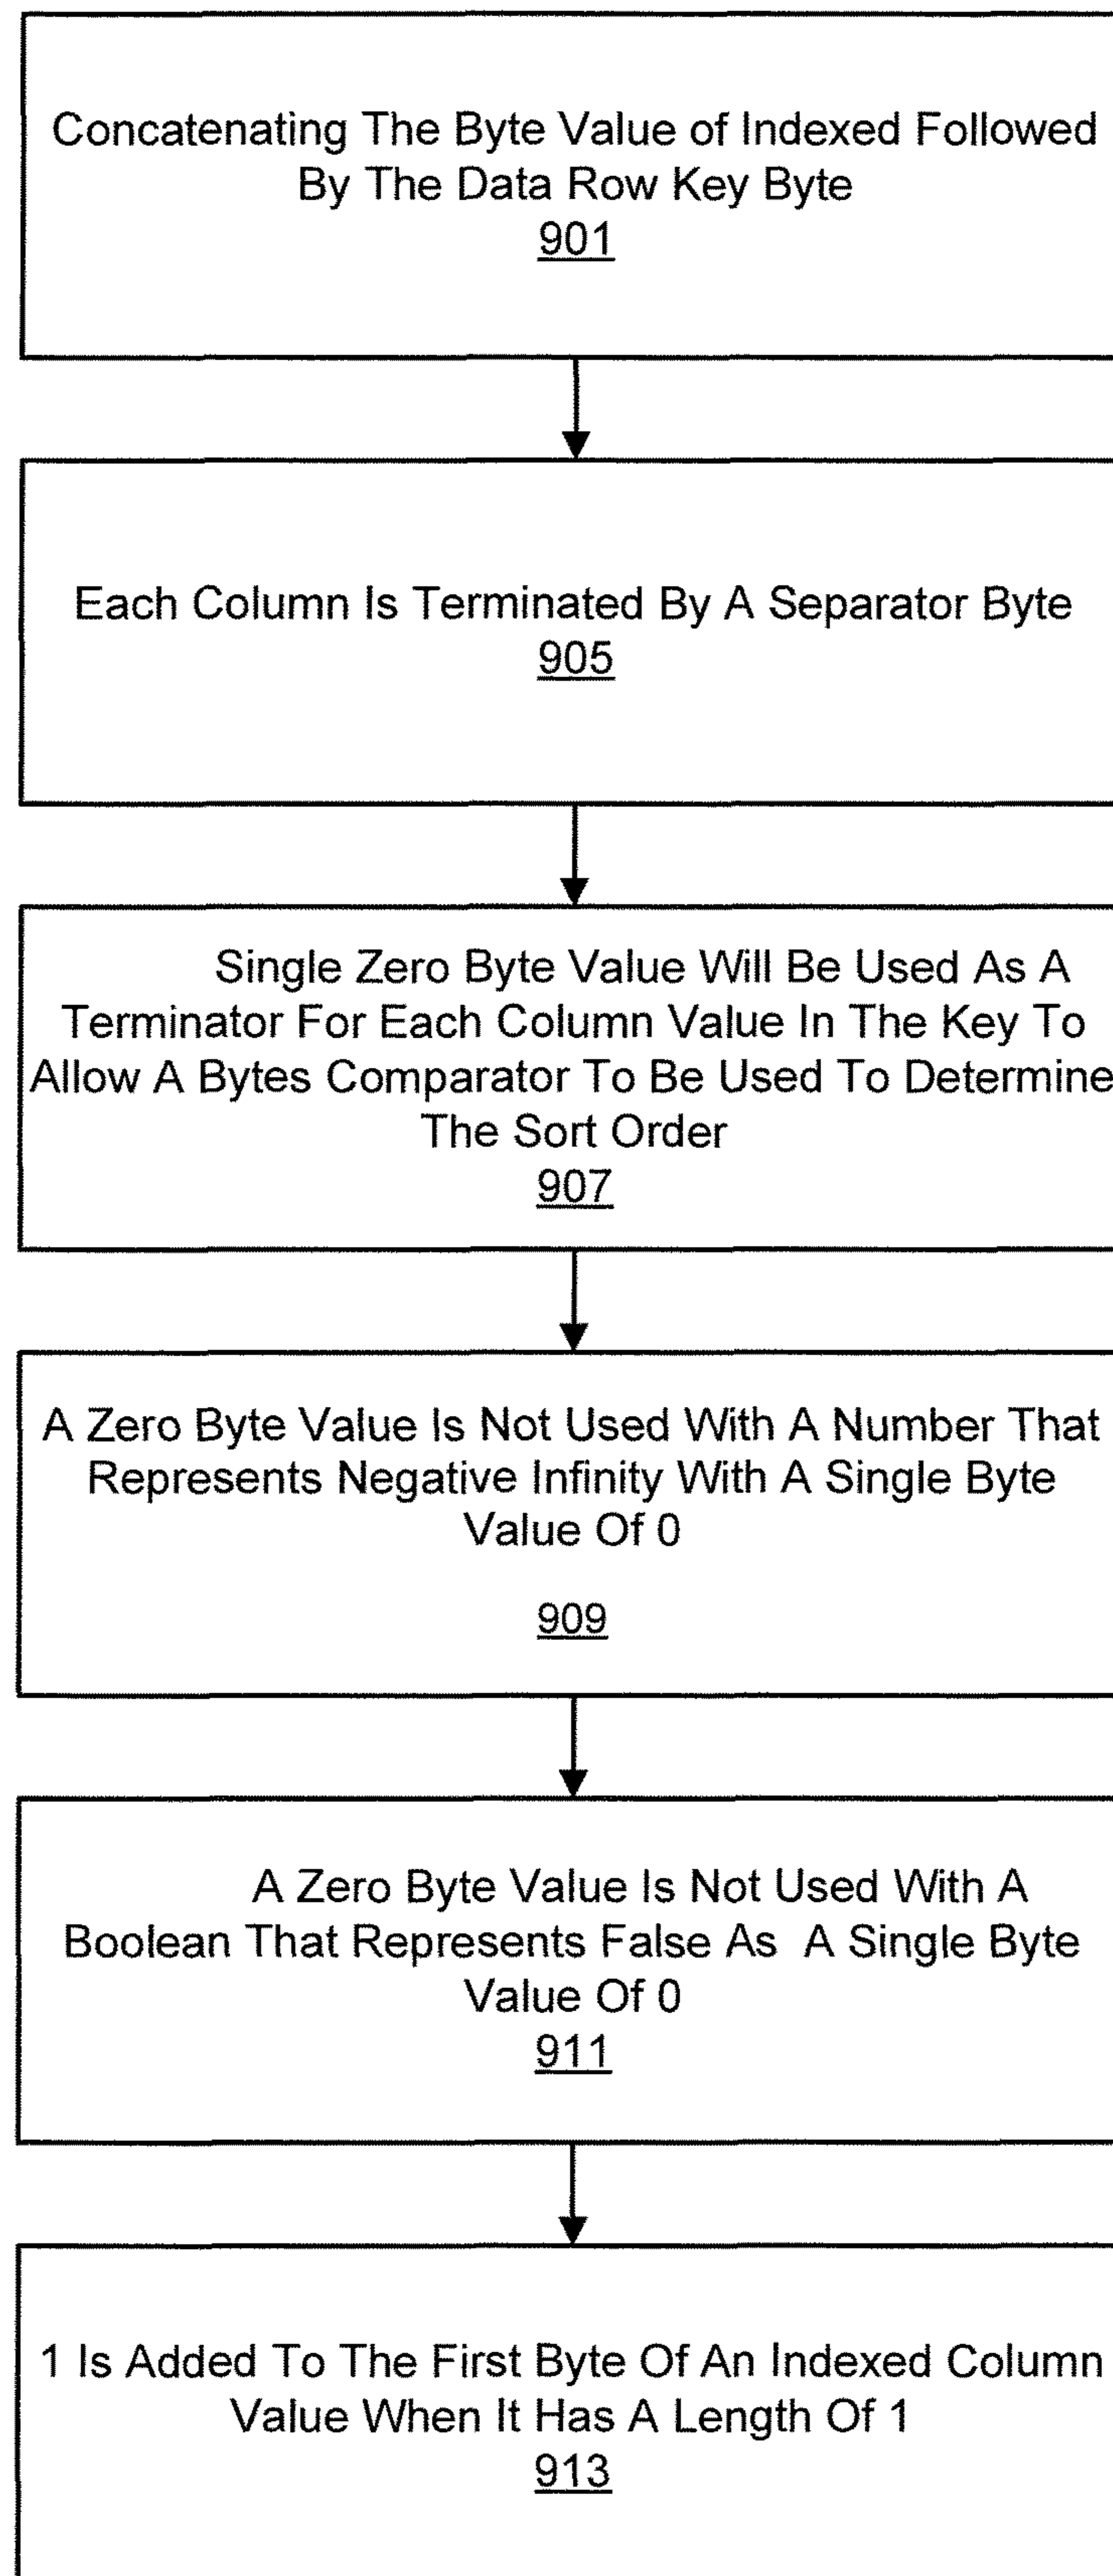 Concatenating The Byte Value of Indexed Followed
By The Data Row Key Byte
901
Each Column Is Terminated By A Separator Byte
905
Single Zero Byte Value Will Be Used As A
Terminator For Each Column Value In The Key To
Allow A Bytes Comparator To Be Used To Determine
The Sort Order
907
A Zero Byte Value Is Not Used With A Number That
Represents Negative Infinity With A Single Byte
Value Of 0
909
A Zero Byte Value Is Not Used With A
Boolean That Represents False As A Single Byte
Value Of 0
911
1 Is Added To The First Byte Of An Indexed Column
Value When It Has A Length Of 1
913